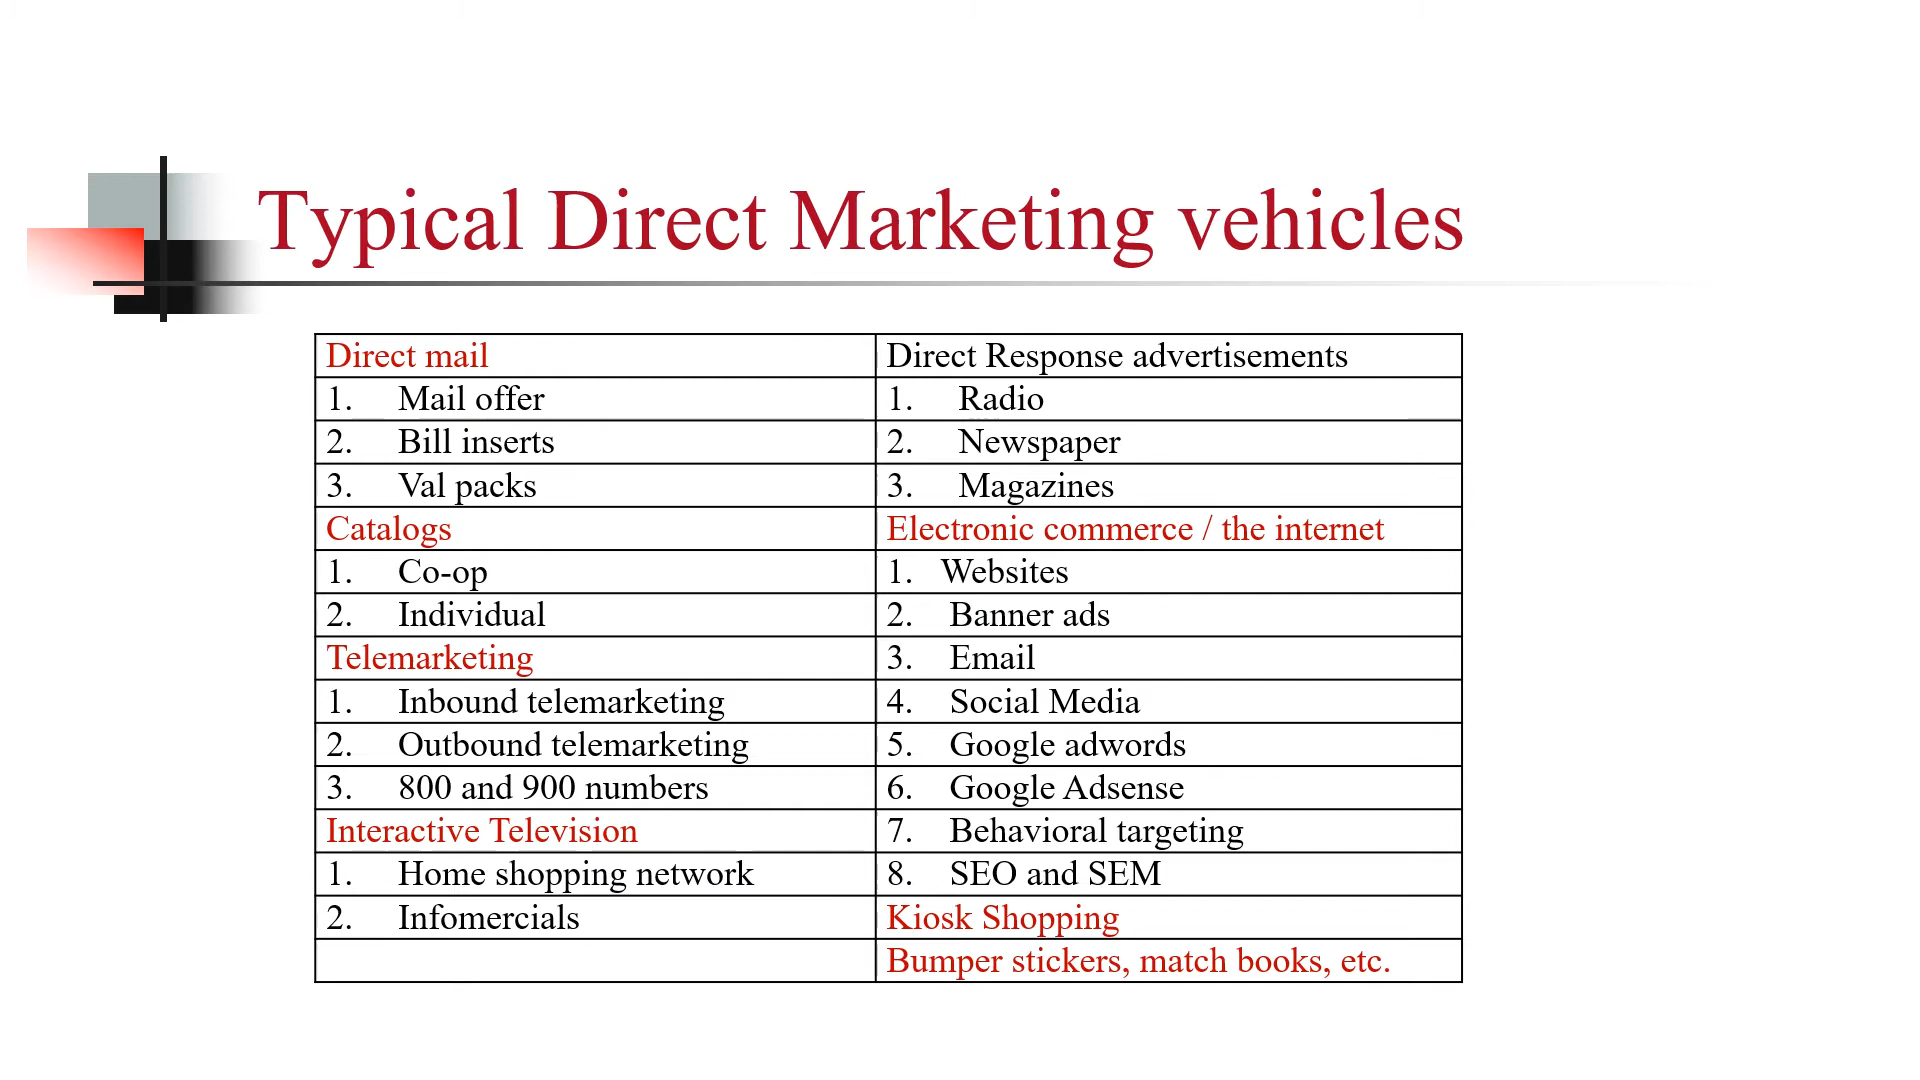 Typical Direct Marketing vehicles
Direct mail
Direct Response advertisements
1. Mail offer
1. Radio
2. Bill inserts
2. Newspaper
3. Val packs
3. Magazines
Catalogs
Electronic commerce / the internet
1. Co-op
1. Websites
2. Individual
2. Banner ads
Telemarketing
3. Email
1. Inbound telemarketing
4. Social Media
2. Outbound telemarketing
5. Google adwords
3. 800 and 900 numbers
6. Google Adsense
Interactive Television
7. Behavioral targeting
1. Home shopping network
8. SEO and SEM
2. Infomercials
Kiosk Shopping
Bumper stickers, match books, etc.